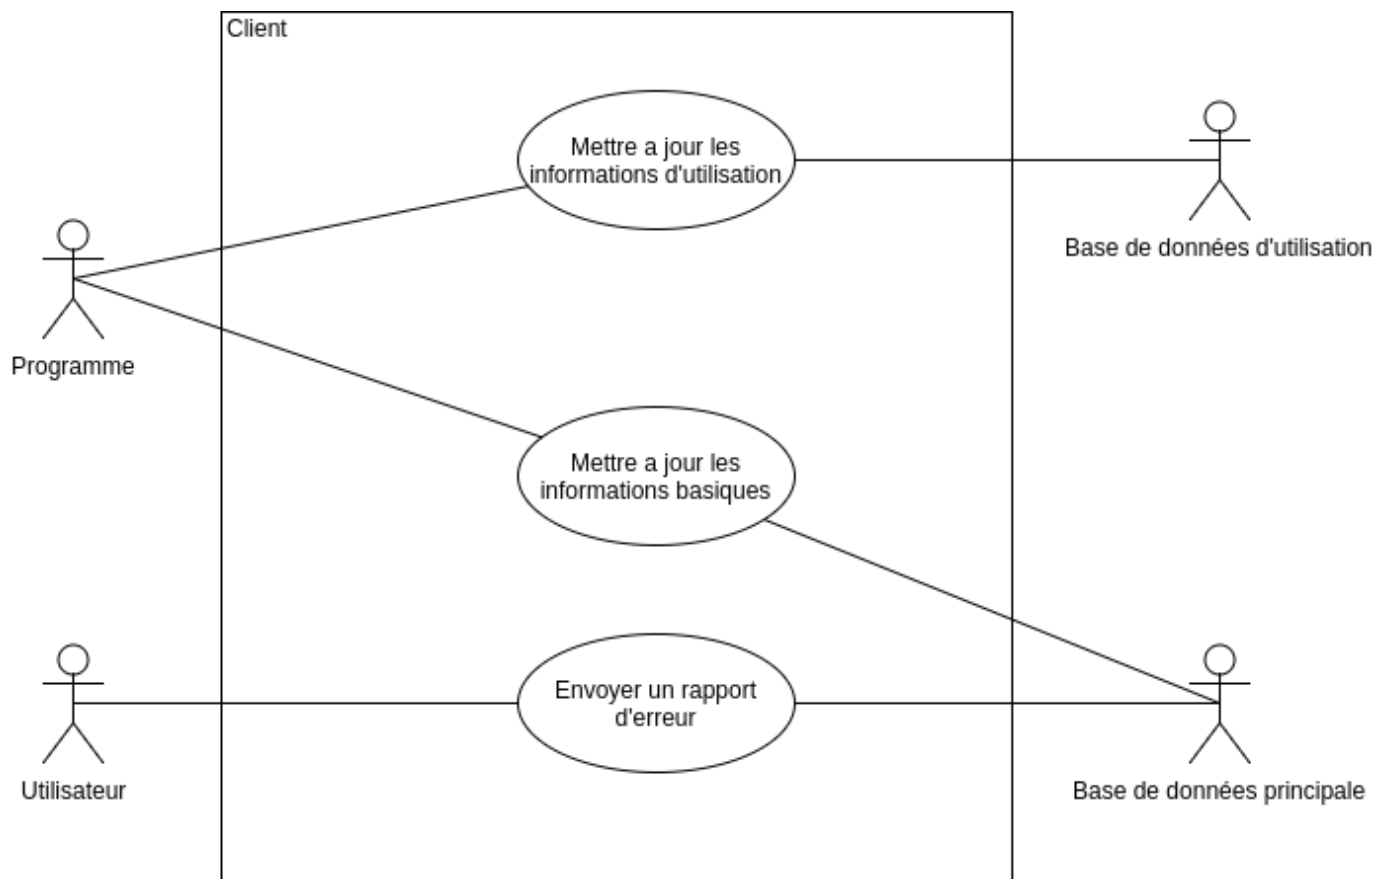 Client
Mettre a jour les
informations d'utilisation
Base de données d'utilisation
Programme
Mettre a jour les
informations basiques
Envoyer un rapport
d'erreur
Utilisateur
Base de données principale